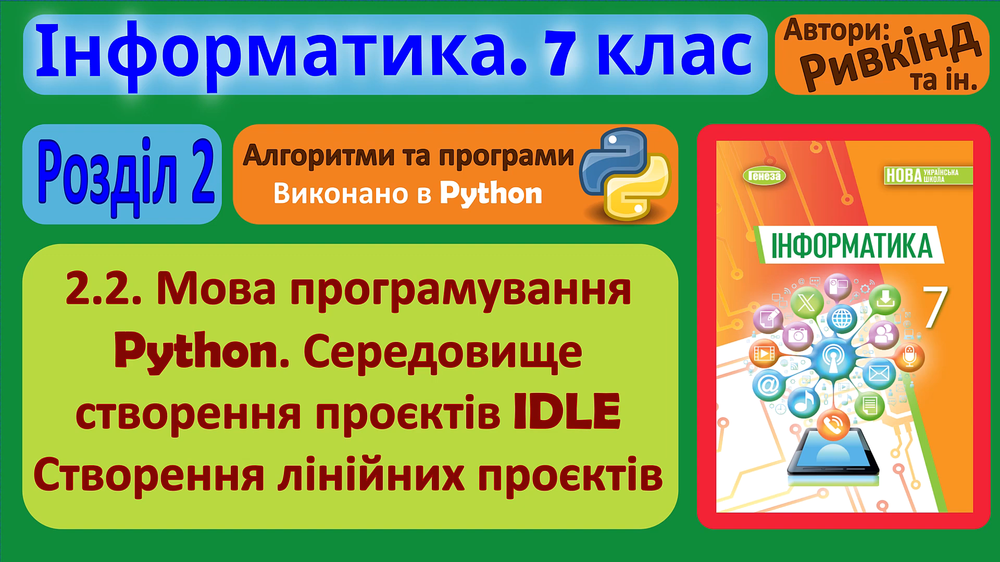 Інформатика. 7 клас
Автори:
Ривкінд
та ін.
Розділ 2
Алгоритми та програми
Виконано в Python
2.2. Мова програмування
Python. Середовище
створення проєктів IDLE
Створення лінійних проєктів
Генеза
НОВА УКРАЇНСЬКА ШКОЛА
ІНФОРМАТИКА
7